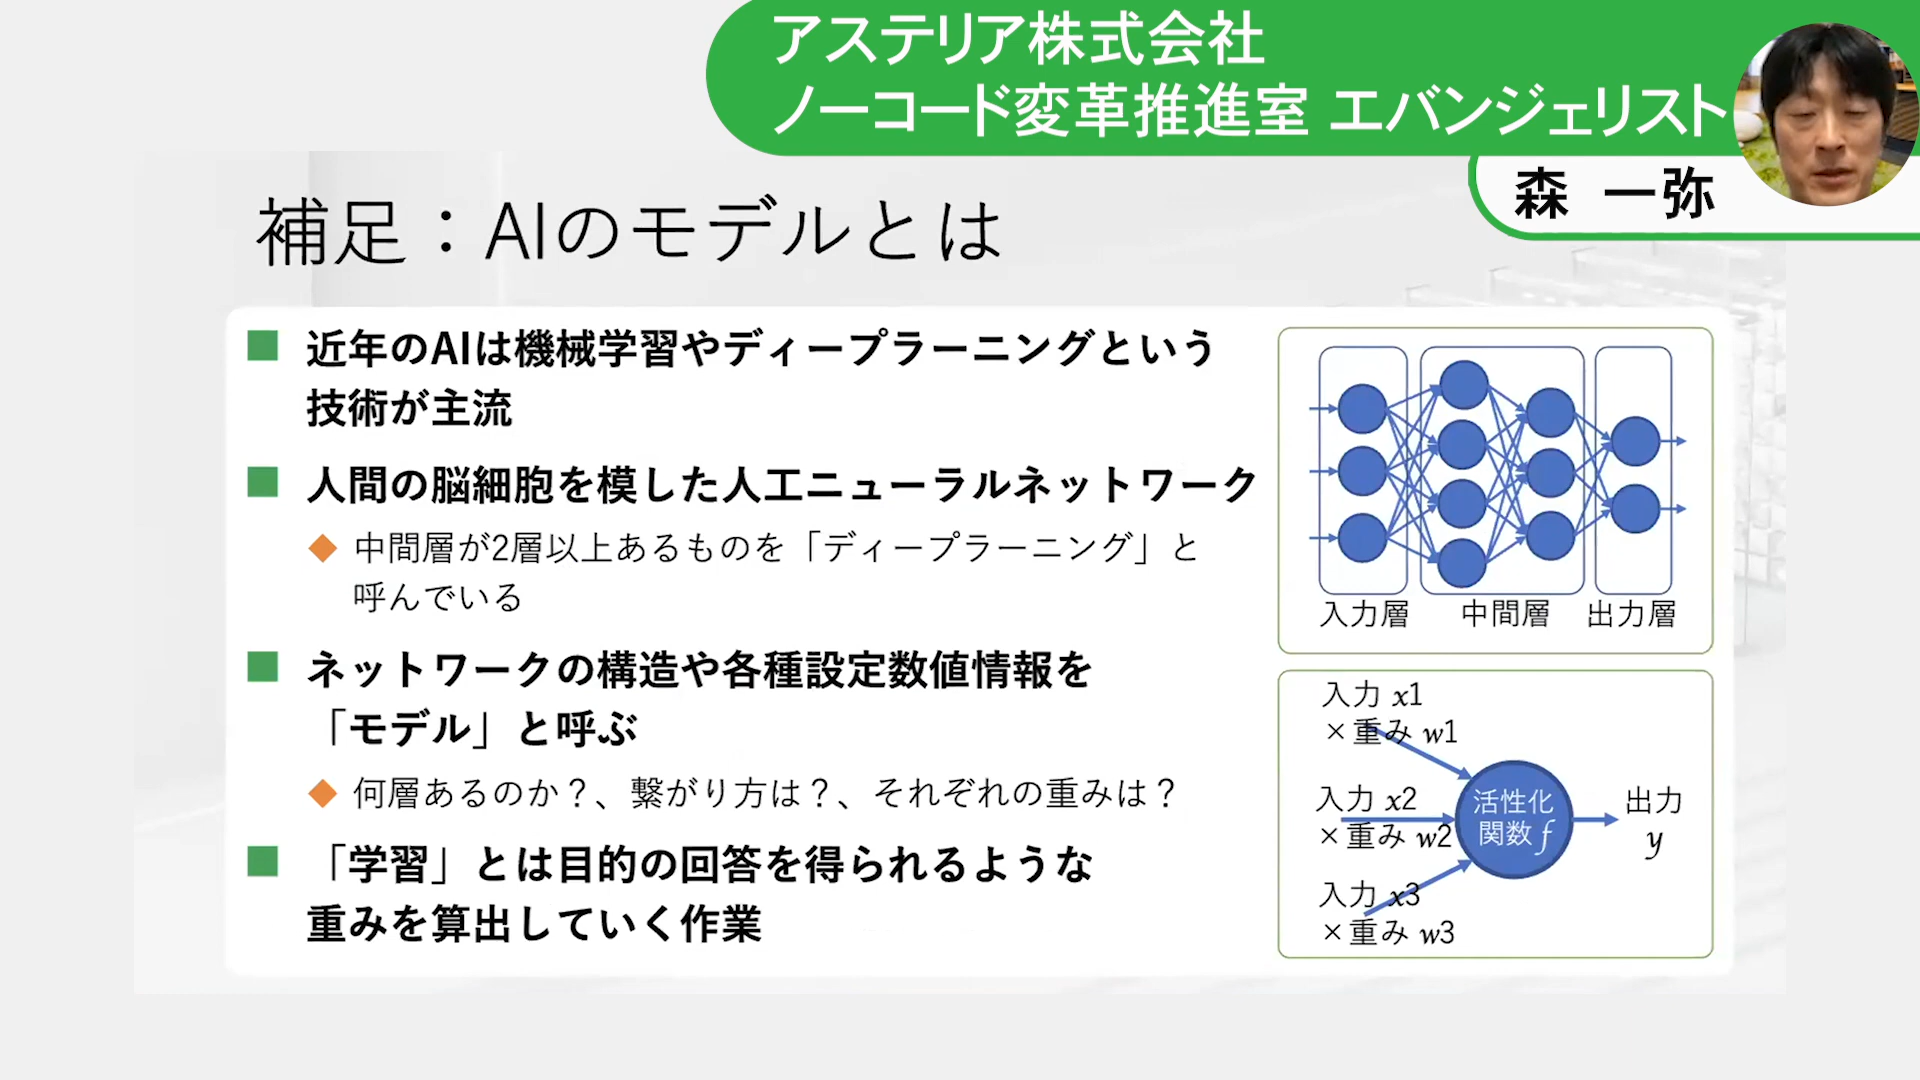 アステリア株式会社
ノーコード変革推進室 エバンジェリスト
森 一弥
補足：AIのモデルとは
近年のAIは機械学習やディープラーニングという
技術が主流
人間の脳細胞を模した人工ニューラルネットワーク
中間層が2層以上あるものを「ディープラーニング」と
呼んでいる
ネットワークの構造や各種設定数値情報を
「モデル」と呼ぶ
何層あるのか？、繋がり方は？、それぞれの重みは？
「学習」とは目的の回答を得られるような
重みを算出していく作業
入力層 中間層 出力層
入力 x1
×重み w1
入力 x2
×重み w2
入力 x3
×重み w3
活性化
関数 f
出力
y